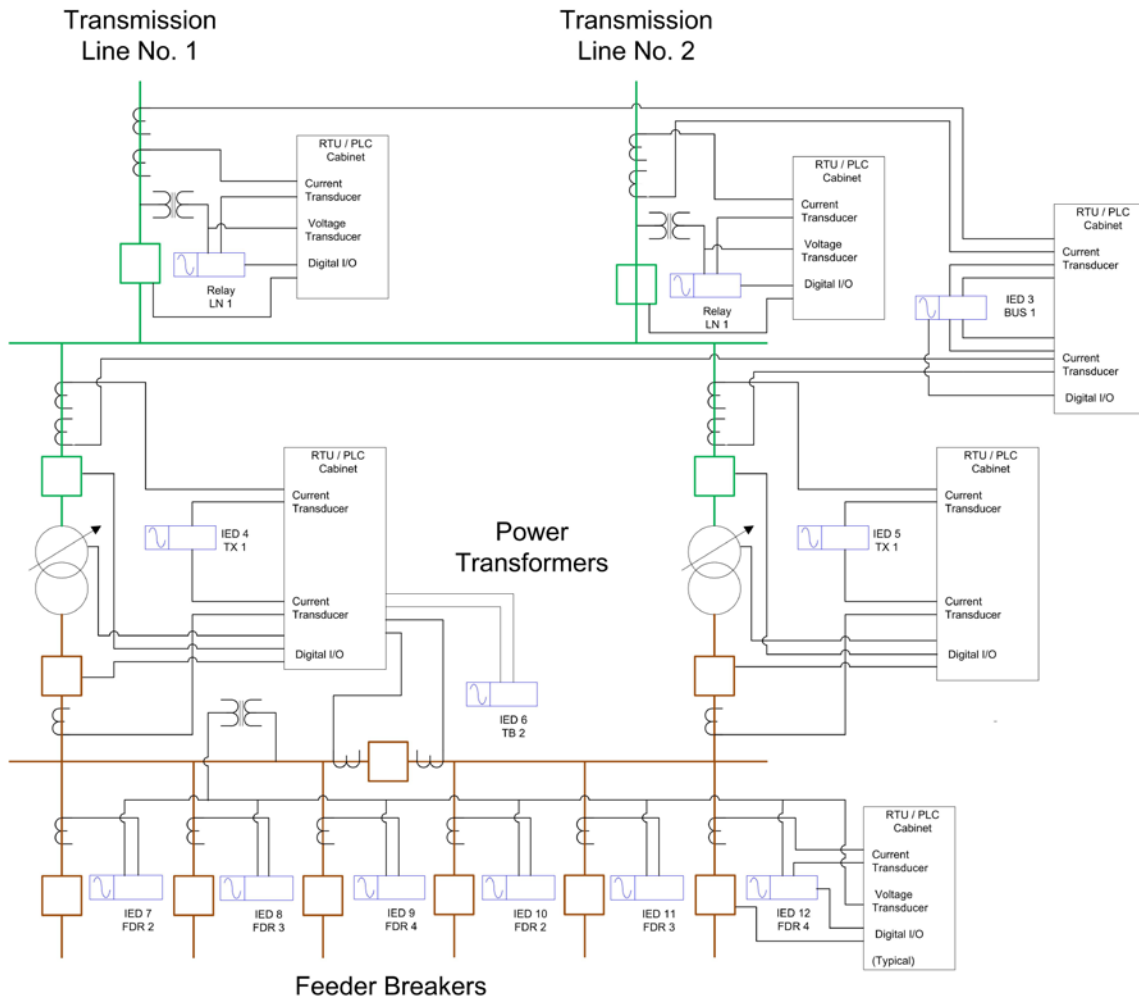 Transmission
Line No. 1
Transmission
Line No. 2
RTU / PLC
Cabinet
Current
Transducer
Voltage
Transducer
Digital I/O
Relay
LN 1
RTU / PLC
Cabinet
Current
Transducer
Voltage
Transducer
Digital I/O
Relay
LN 1
RTU / PLC
Cabinet
Current
Transducer
IED 3
BUS 1
Current
Transducer
Digital I/O
RTU / PLC
Cabinet
Current
Transducer
IED 4
TX 1
Current
Transducer
Digital I/O
Power
Transformers
RTU / PLC
Cabinet
Current
Transducer
IED 5
TX 1
Current
Transducer
Digital I/O
IED 6
TB 2
IED 7
FDR 2
IED 8
FDR 3
IED 9
FDR 4
IED 10
FDR 2
IED 11
FDR 3
IED 12
FDR 4
RTU / PLC
Cabinet
Current
Transducer
Voltage
Transducer
Digital I/O
(Typical)
Feeder Breakers